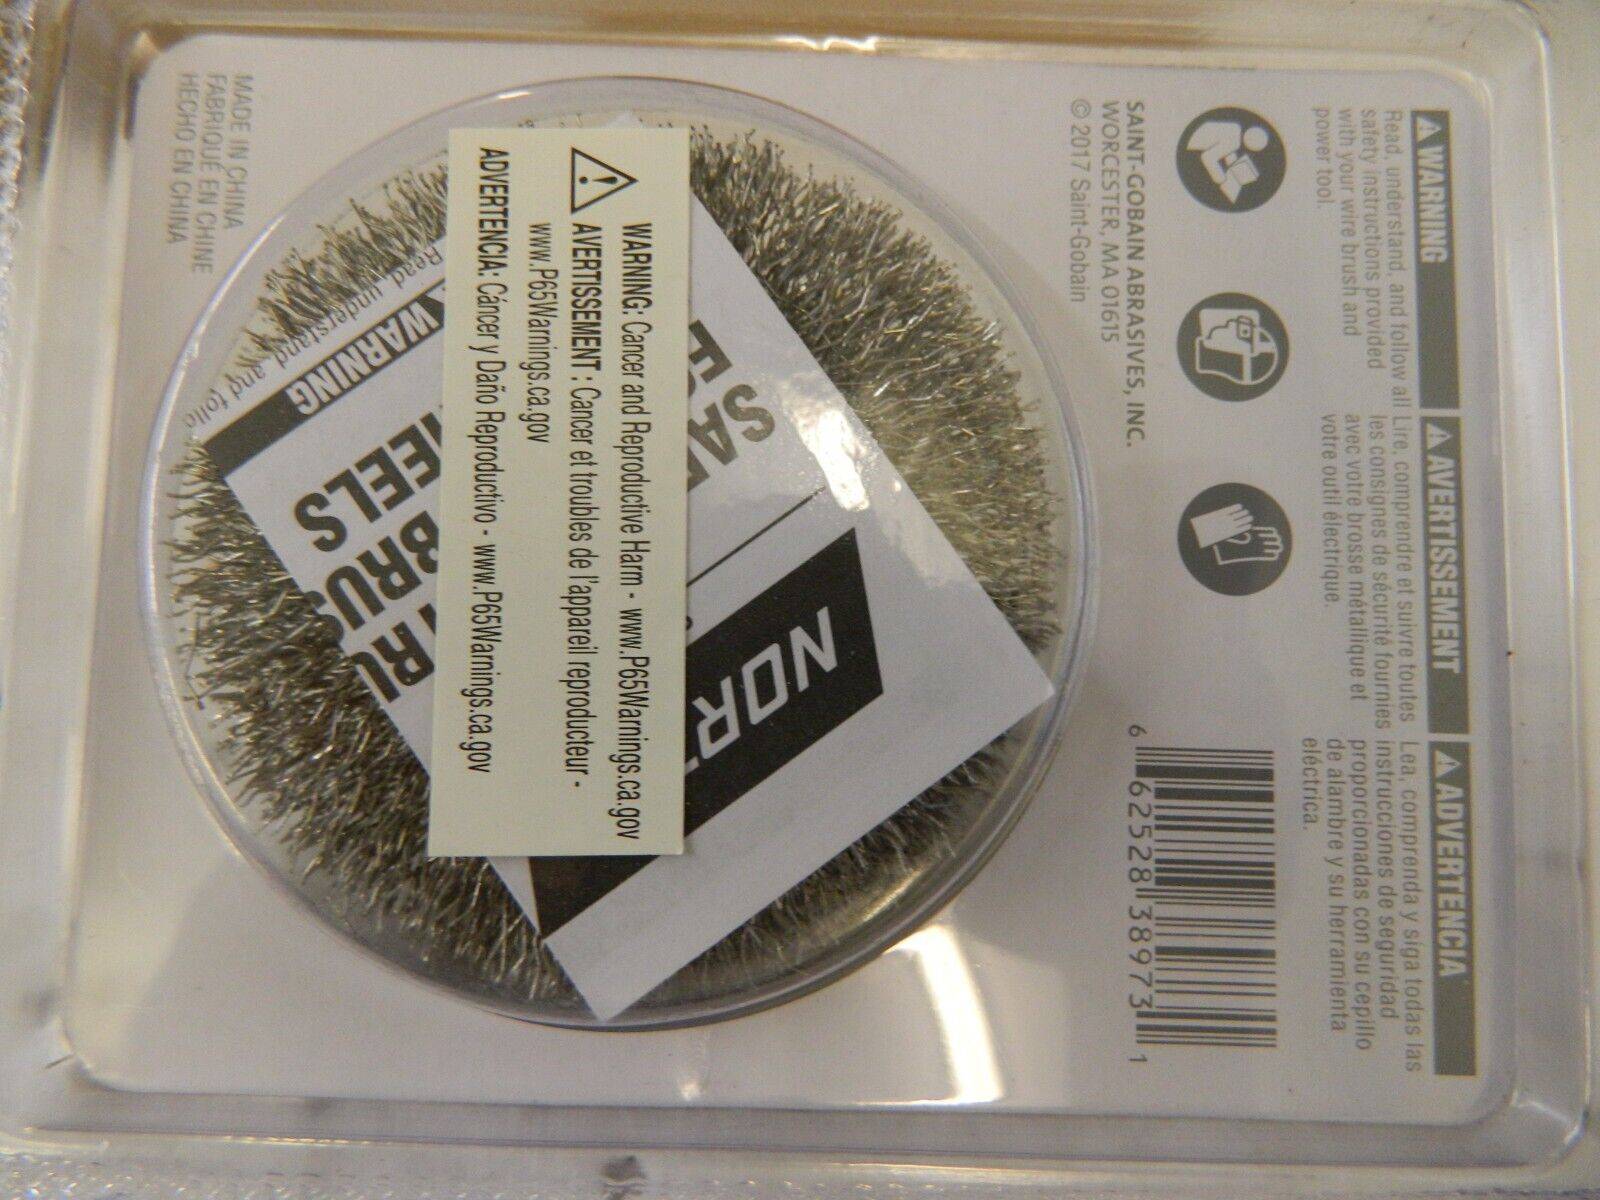 WARNING
Read, understand, and follow all
safety instructions provided
with your wire brush and
power tool.
AVERTISSEMENT
Lire, comprendre et suivre toutes
les consignes de sécurité fournies
avec votre brosse métallique et
votre outil électrique.
ADVERTENCIA
Lea, comprenda y siga todas las
instrucciones de seguridad
proporcionadas con su cepillo
de alambre y su herramienta
eléctrica.
SAINT-GOBAIN ABRASIVES, INC.
WORCESTER, MA 01615
© 2017 Saint-Gobain
6 62528 38973 1
WARNING: Cancer and Reproductive Harm - www.P65Warnings.ca.gov
AVERTISSEMENT : Cancer et troubles de l'appareil reproducteur -
www.P65Warnings.ca.gov
ADVERTENCIA: Cáncer y Daño Reproductivo - www.P65Warnings.ca.gov
NORT
WARNING
Read, understand, and follo
MADE IN CHINA
FABRIQUÉ EN CHINE
HECHO EN CHINA